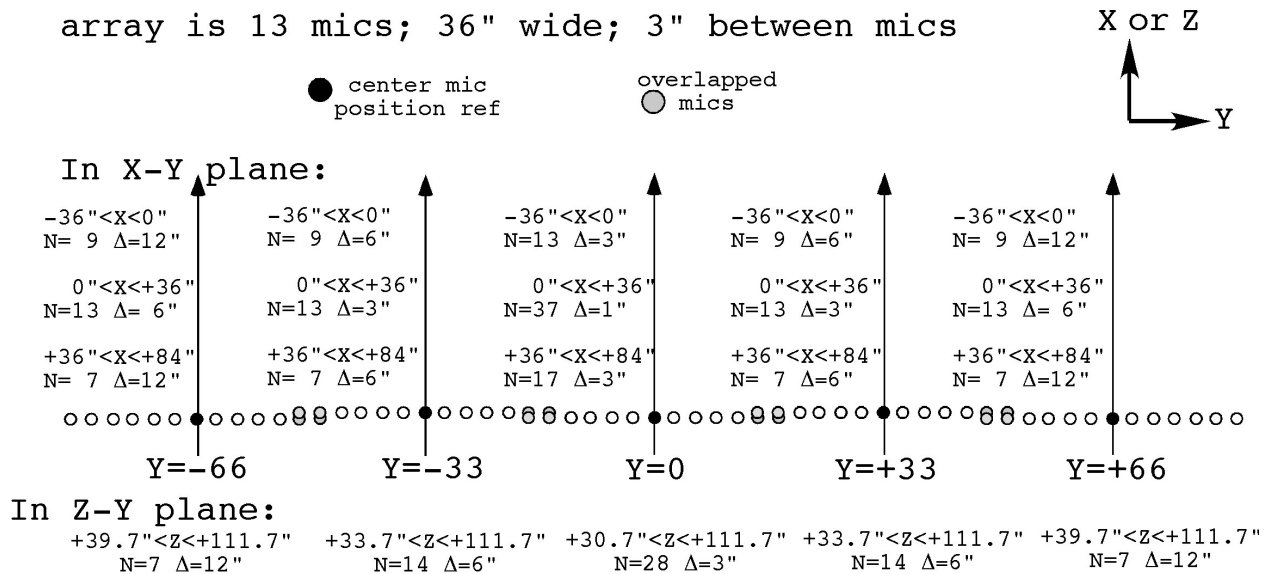 array is 13 mics; 36" wide; 3" between mics
X or Z
center mic
position ref
overlapped
mics
Y
In X-Y plane:
-36"<X<0"
N= 9 Δ=12"
0"<X<+36"
N=13 Δ= 6"
+36"<X<+84"
N= 7 Δ=12"
-36"<X<0"
N= 9 Δ=6"
0"<X<+36"
N=13 Δ=3"
+36"<X<+84"
N= 7 Δ=6"
-36"<X<0"
N=13 Δ=3"
0"<X<+36"
N=37 Δ=1"
+36"<X<+84"
N=17 Δ=3"
-36"<X<0"
N= 9 Δ=6"
0"<X<+36"
N=13 Δ=3"
+36"<X<+84"
N= 7 Δ=6"
-36"<X<0"
N= 9 Δ=12"
0"<X<+36"
N=13 Δ= 6"
+36"<X<+84"
N= 7 Δ=12"
Y=-66
Y=-33
Y=0
Y=+33
Y=+66
In Z-Y plane:
+39.7"<Z<+111.7"
N=7 Δ=12"
+33.7"<Z<+111.7"
N=14 Δ=6"
+30.7"<Z<+111.7"
N=28 Δ=3"
+33.7"<Z<+111.7"
N=14 Δ=6"
+39.7"<Z<+111.7"
N=7 Δ=12"